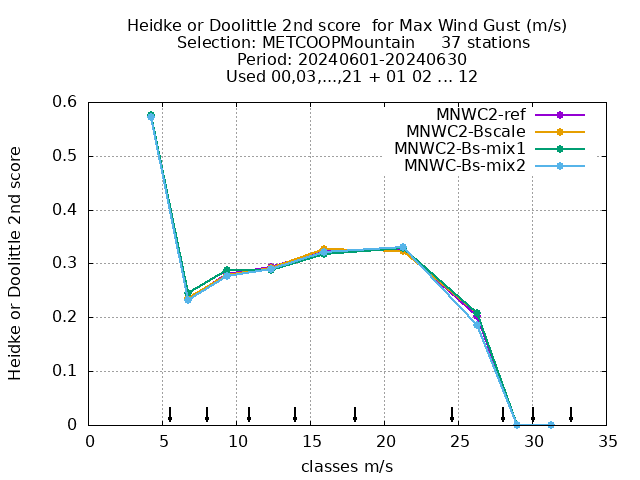 Heidke or Doolittle 2nd score  for Max Wind Gust (m/s)
Selection: METCOOPMountain     37 stations
Period: 20240601-20240630
Used 00,03,...,21 + 01 02 ... 12
MNWC2-ref
MNWC2-Bscale
MNWC2-Bs-mix1
MNWC-Bs-mix2
Heidke or Doolittle 2nd score
0.6
0.5
0.4
0.3
0.2
0.1
0
0 5 10 15 20 25 30 35
classes m/s